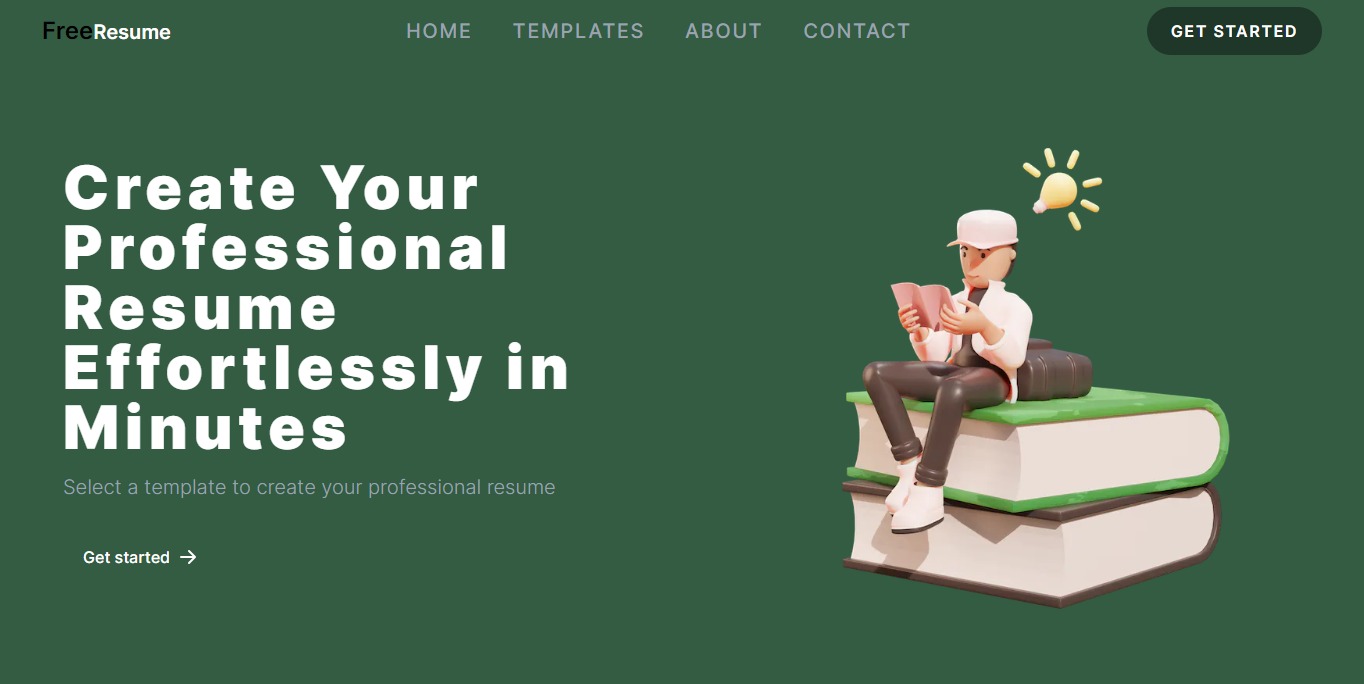 FreeResume
HOME TEMPLATES ABOUT CONTACT
GET STARTED
Create Your
Professional
Resume
Effortlessly in
Minutes
Select a template to create your professional resume
Get started →